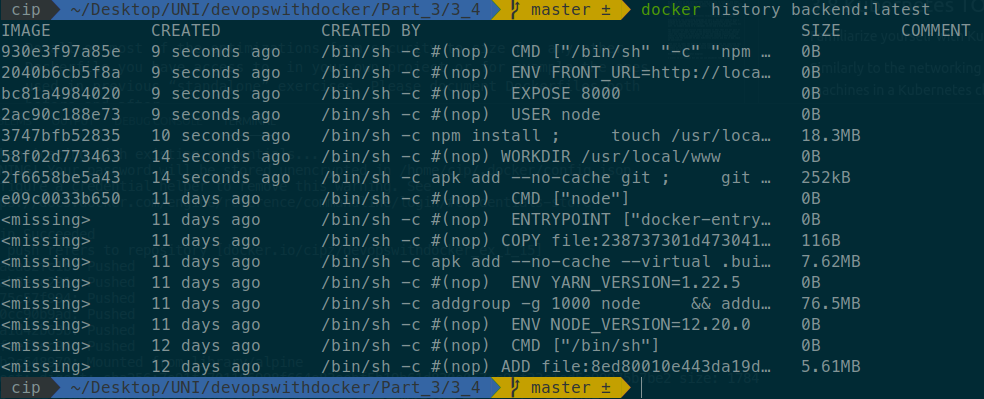 cip ~/Desktop/UNI/devopswithdocker/Part_3/3_4 master ± docker history backend:latest
IMAGE CREATED CREATED BY SIZE COMMENT
930e3f97a85e 9 seconds ago /bin/sh -c #(nop) CMD ["/bin/sh" "-c" "npm … 0B
2040b6cb5f8a 9 seconds ago /bin/sh -c #(nop) ENV FRONT_URL=http://loca… 0B
bc81a4984020 9 seconds ago /bin/sh -c #(nop) EXPOSE 8000 0B
2ac90c188e73 9 seconds ago /bin/sh -c #(nop) USER node 0B
3747bfb52835 10 seconds ago /bin/sh -c npm install ; touch /usr/loca… 18.3MB
58f02d773463 14 seconds ago /bin/sh -c #(nop) WORKDIR /usr/local/www 0B
2f6658be5a43 14 seconds ago /bin/sh -c apk add --no-cache git ; git … 252kB
e09c0033b650 11 days ago /bin/sh -c #(nop) CMD ["node"] 0B
<missing> 11 days ago /bin/sh -c #(nop) ENTRYPOINT ["docker-entry… 0B
<missing> 11 days ago /bin/sh -c #(nop) COPY file:238737301d473041… 116B
<missing> 11 days ago /bin/sh -c apk add --no-cache --virtual .bui… 7.62MB
<missing> 11 days ago /bin/sh -c #(nop) ENV YARN_VERSION=1.22.5 0B
<missing> 11 days ago /bin/sh -c addgroup -g 1000 node && addu… 76.5MB
<missing> 11 days ago /bin/sh -c #(nop) ENV NODE_VERSION=12.20.0 0B
<missing> 12 days ago /bin/sh -c #(nop) CMD ["/bin/sh"] 0B
<missing> 12 days ago /bin/sh -c #(nop) ADD file:8ed80010e443da19d… 5.61MB
cip ~/Desktop/UNI/devopswithdocker/Part_3/3_4 master ±